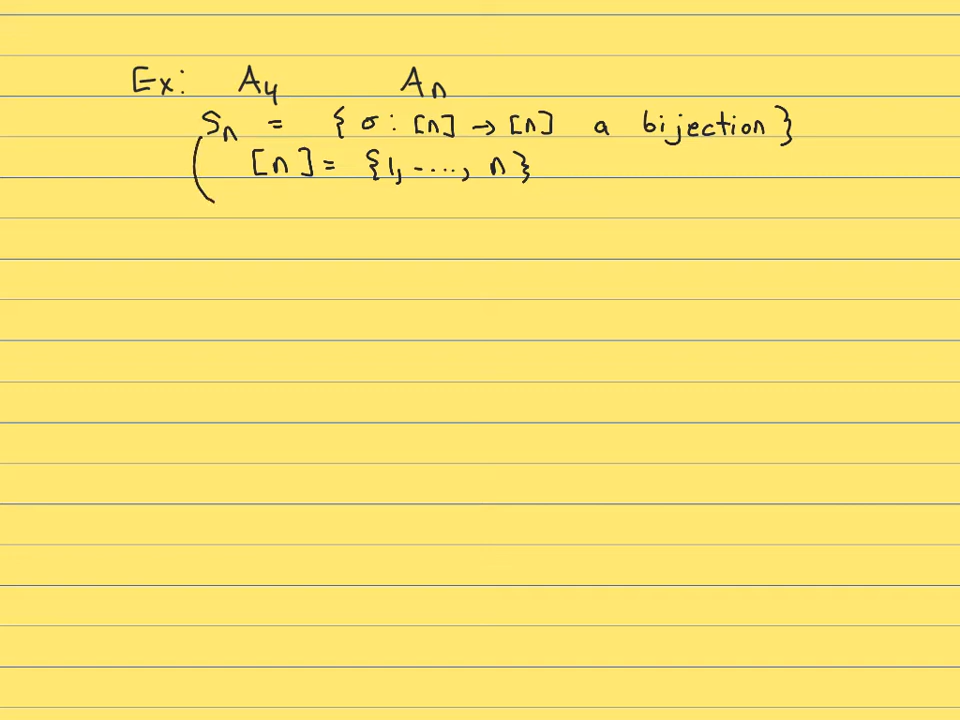 Ex: A₄ Aₙ
Sₙ = { σ : [n] → [n] a bijection }
( [n] = {1, ..., n}